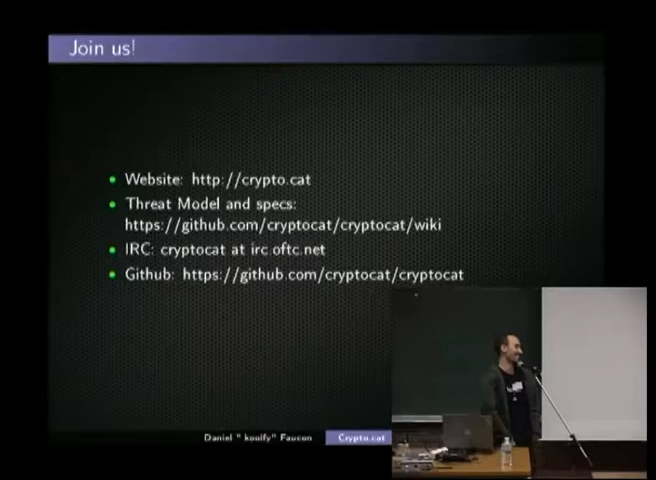 Join us!
Website: http://crypto.cat
Threat Model and specs:
https://github.com/cryptocat/cryptocat/wiki
IRC: cryptocat at irc.oftc.net
Github: https://github.com/cryptocat/cryptocat
Daniel "koolfy" Faucon
Crypto.cat